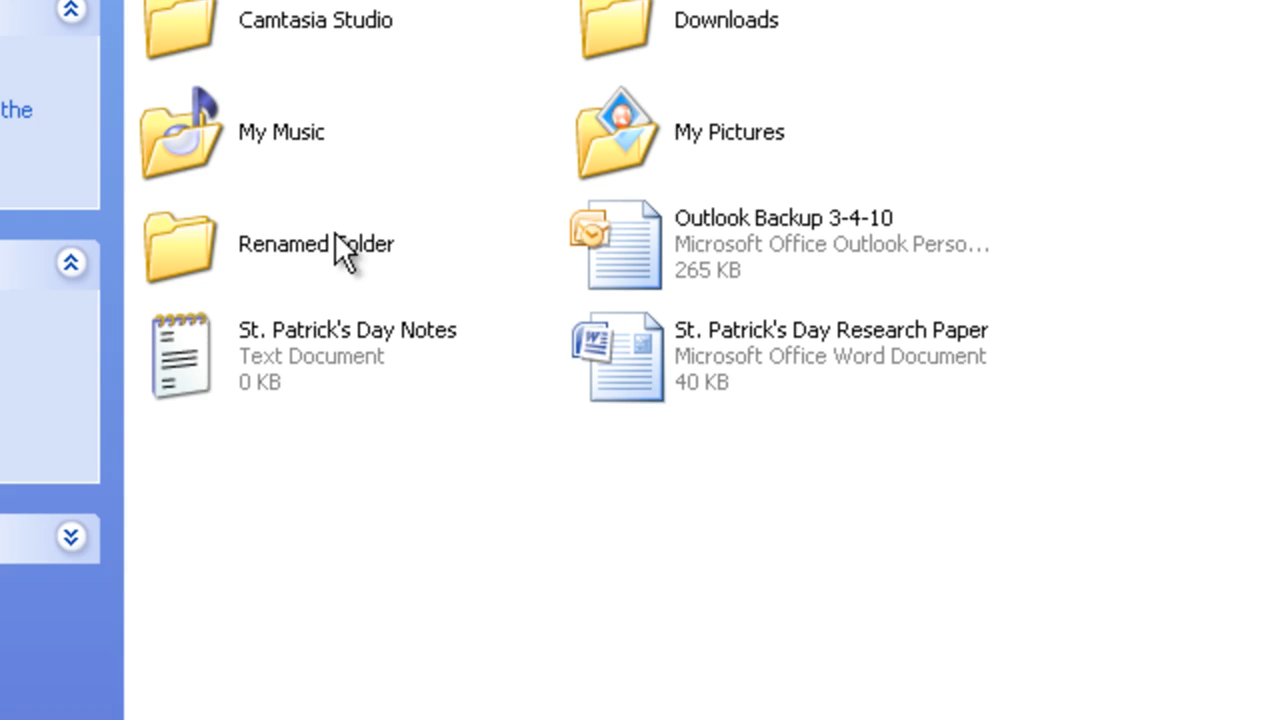 Camtasia Studio
Downloads
the
My Music
My Pictures
Renamed Folder
Outlook Backup 3-4-10
Microsoft Office Outlook Perso...
265 KB
St. Patrick's Day Notes
Text Document
0 KB
St. Patrick's Day Research Paper
Microsoft Office Word Document
40 KB